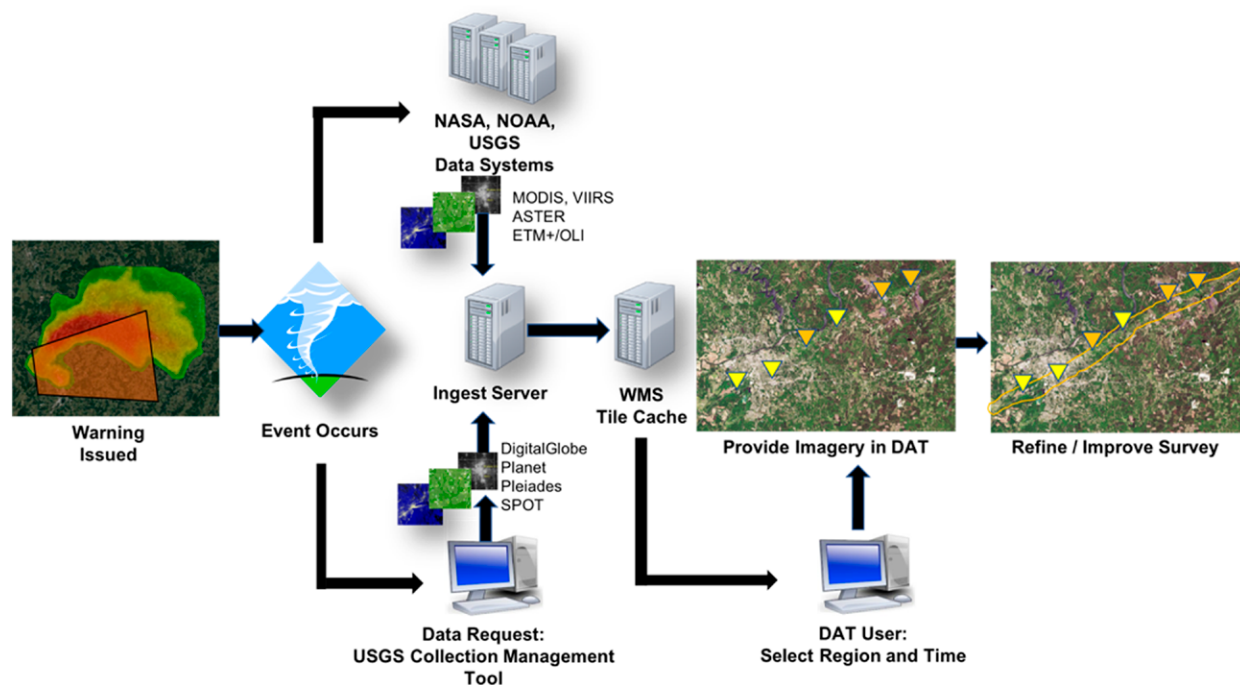 NASA, NOAA,
USGS
Data Systems
MODIS, VIIRS
ASTER
ETM+/OLI
Warning
Issued
Event Occurs
Ingest Server
WMS
Tile Cache
Provide Imagery in DAT
Refine / Improve Survey
DigitalGlobe
Planet
Pleiades
SPOT
Data Request:
USGS Collection Management
Tool
DAT User:
Select Region and Time